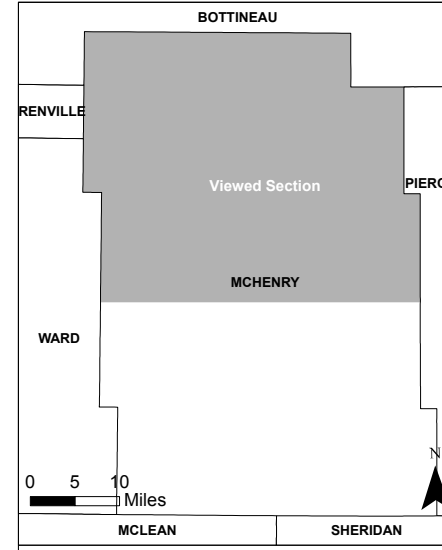 BOTTINEAU
RENVILLE
Viewed Section
PIERC
MCHENRY
WARD
N
0 5 10
Miles
MCLEAN
SHERIDAN